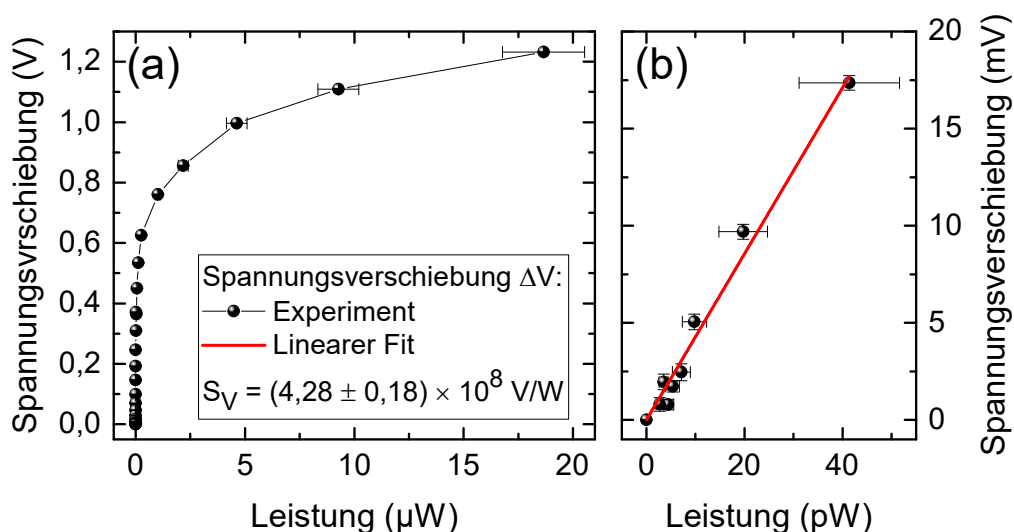 (a)
Spannungsvrschiebung (V)
1,2
1,0
0,8
0,6
0,4
0,2
0,0
0
5
10
15
20
Leistung (µW)
Spannungsverschiebung ΔV:
Experiment
Linearer Fit
S_V = (4,28 ± 0,18) × 10^8 V/W
(b)
20
15
10
5
0
Spannungsverschiebung (mV)
0
20
40
Leistung (pW)